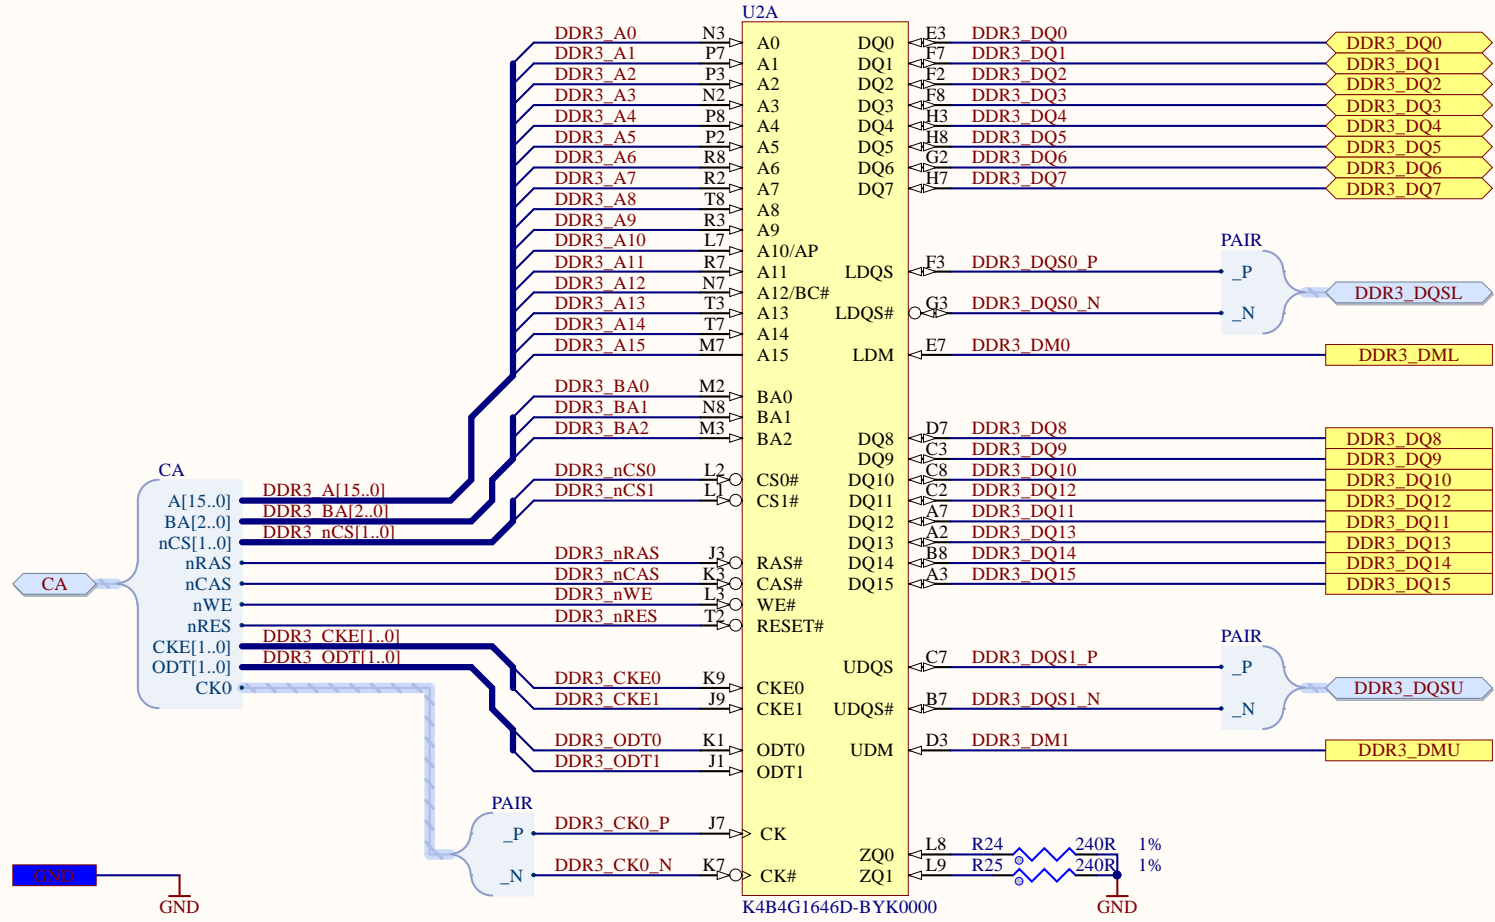 U2A
DDR3_A0 N3 A0 DQ0 E3 DDR3_DQ0 DDR3_DQ0
DDR3_A1 P7 A1 DQ1 F7 DDR3_DQ1 DDR3_DQ1
DDR3_A2 P3 A2 DQ2 F2 DDR3_DQ2 DDR3_DQ2
DDR3_A3 N2 A3 DQ3 F8 DDR3_DQ3 DDR3_DQ3
DDR3_A4 P8 A4 DQ4 H3 DDR3_DQ4 DDR3_DQ4
DDR3_A5 P2 A5 DQ5 H8 DDR3_DQ5 DDR3_DQ5
DDR3_A6 R8 A6 DQ6 G2 DDR3_DQ6 DDR3_DQ6
DDR3_A7 R2 A7 DQ7 H7 DDR3_DQ7 DDR3_DQ7
DDR3_A8 T8 A8
DDR3_A9 R3 A9
DDR3_A10 L7 A10/AP PAIR
DDR3_A11 R7 A11 LDQS F3 DDR3_DQS0_P _P
DDR3_A12 N7 A12/BC# DDR3_DQSL
DDR3_A13 T3 A13 LDQS# G3 DDR3_DQS0_N _N
DDR3_A14 T7 A14
DDR3_A15 M7 A15 LDM E7 DDR3_DM0 DDR3_DML
DDR3_BA0 M2 BA0
DDR3_BA1 N8 BA1
DDR3_BA2 M3 BA2 DQ8 D7 DDR3_DQ8 DDR3_DQ8
DQ9 C3 DDR3_DQ9 DDR3_DQ9
CA DDR3_nCS0 L2 CS0# DQ10 C8 DDR3_DQ10 DDR3_DQ10
A[15..0] DDR3_A[15..0] DDR3_nCS1 L1 CS1# DQ11 C2 DDR3_DQ12 DDR3_DQ12
BA[2..0] DDR3_BA[2..0] DQ12 A7 DDR3_DQ11 DDR3_DQ11
nCS[1..0] DDR3_nCS[1..0] DQ13 A2 DDR3_DQ13 DDR3_DQ13
nRAS DDR3_nRAS J3 RAS# DQ14 B8 DDR3_DQ14 DDR3_DQ14
CA nCAS DDR3_nCAS K3 CAS# DQ15 A3 DDR3_DQ15 DDR3_DQ15
nWE DDR3_nWE L3 WE#
nRES DDR3_nRES T2 RESET#
CKE[1..0] DDR3_CKE[1..0] PAIR
ODT[1..0] DDR3_ODT[1..0] UDQS C7 DDR3_DQS1_P _P
CK0 DDR3_CKE0 K9 CKE0 DDR3_DQSU
DDR3_CKE1 J9 CKE1 UDQS# B7 DDR3_DQS1_N _N
DDR3_ODT0 K1 ODT0 UDM D3 DDR3_DM1 DDR3_DMU
DDR3_ODT1 J1 ODT1
PAIR
_P DDR3_CK0_P J7 CK
ZQ0 L8 R24 240R 1%
_N DDR3_CK0_N K7 CK# ZQ1 L9 R25 240R 1%
GND
GND GND
K4B4G1646D-BYK0000